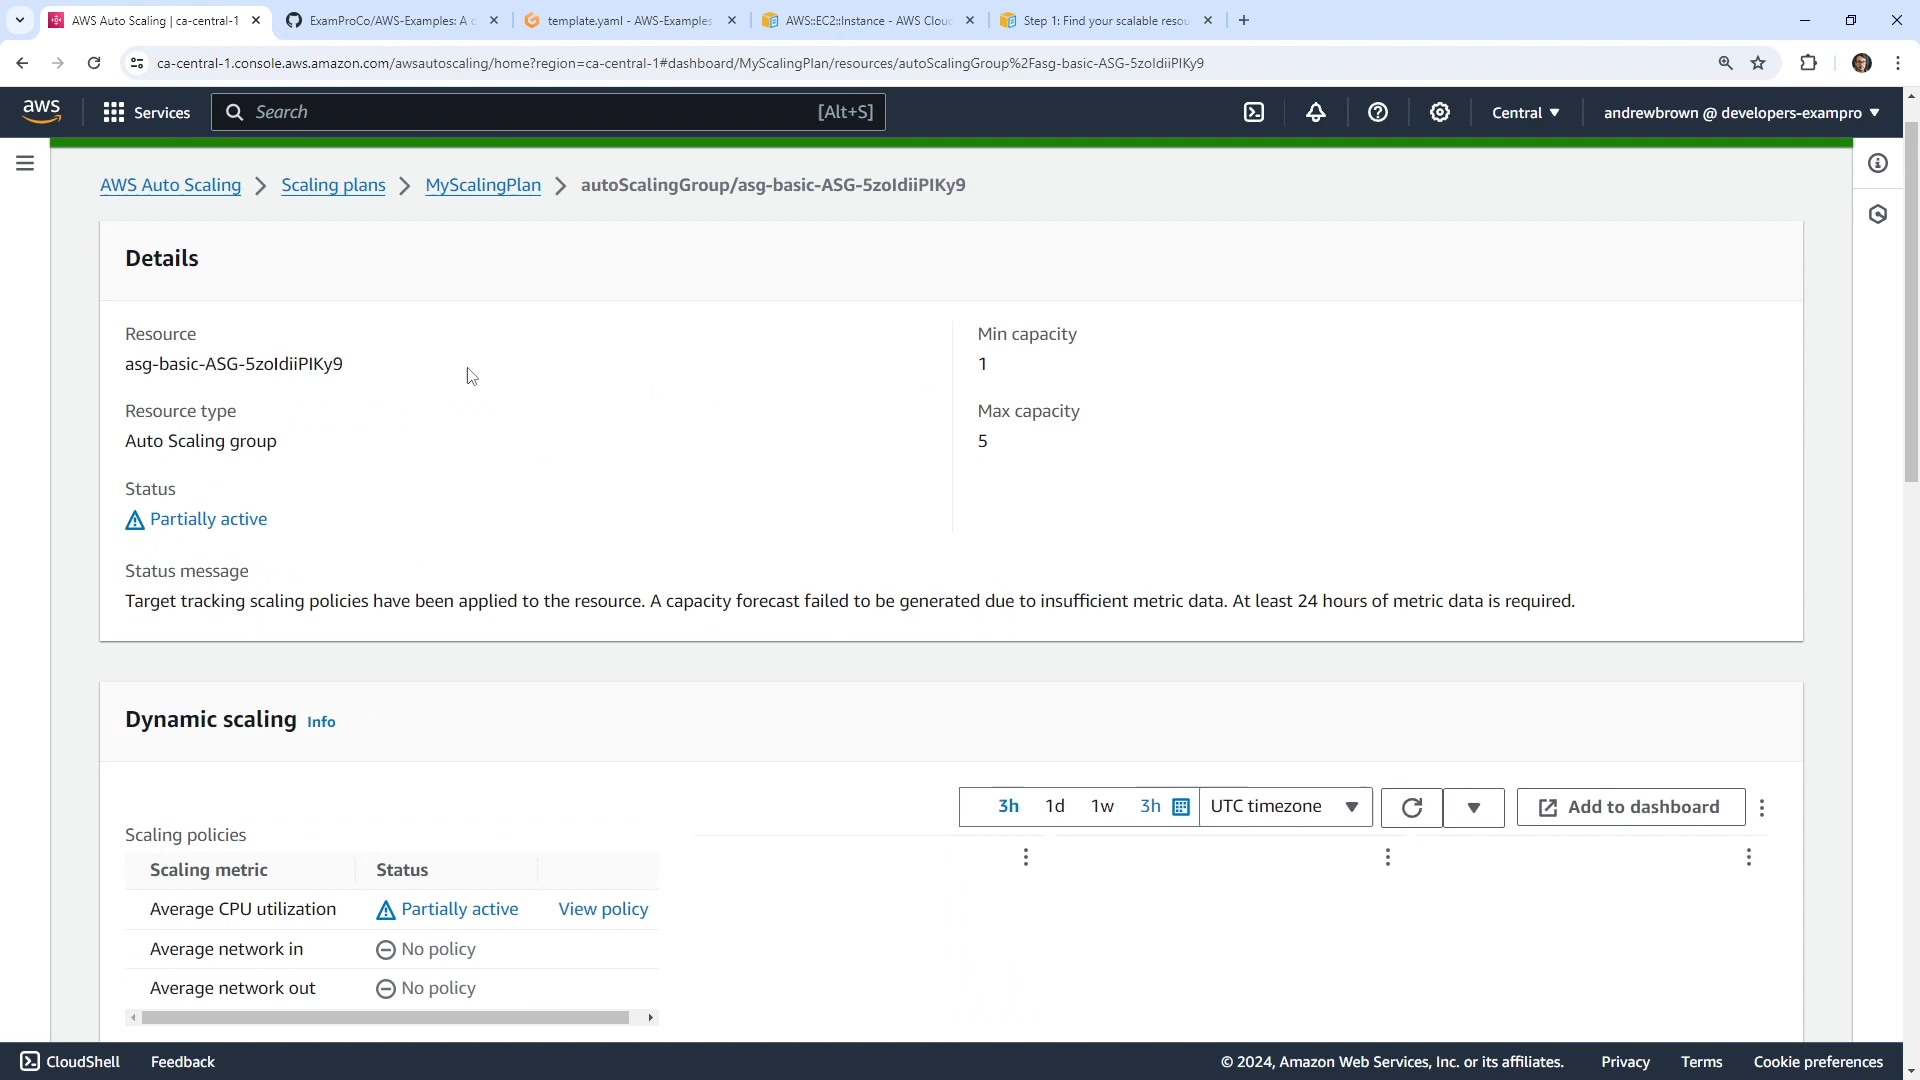 AWS Auto Scaling | ca-central-1
ExamProCo/AWS-Examples: A c
template.yaml - AWS-Examples
AWS::EC2::Instance - AWS Clou
Step 1: Find your scalable resou
ca-central-1.console.aws.amazon.com/awsautoscaling/home?region=ca-central-1#dashboard/MyScalingPlan/resources/autoScalingGroup%2Fasg-basic-ASG-5zoIdiiPIKy9
aws
Services
Search
[Alt+S]
Central
andrewbrown @ developers-exampro
AWS Auto Scaling
Scaling plans
MyScalingPlan
autoScalingGroup/asg-basic-ASG-5zoIdiiPIKy9
Details
Resource
asg-basic-ASG-5zoIdiiPIKy9
Resource type
Auto Scaling group
Status
Partially active
Min capacity
1
Max capacity
5
Status message
Target tracking scaling policies have been applied to the resource. A capacity forecast failed to be generated due to insufficient metric data. At least 24 hours of metric data is required.
Dynamic scaling Info
3h 1d 1w 3h UTC timezone
Add to dashboard
Scaling policies
Scaling metric Status
Average CPU utilization Partially active View policy
Average network in No policy
Average network out No policy
CloudShell Feedback
© 2024, Amazon Web Services, Inc. or its affiliates. Privacy Terms Cookie preferences